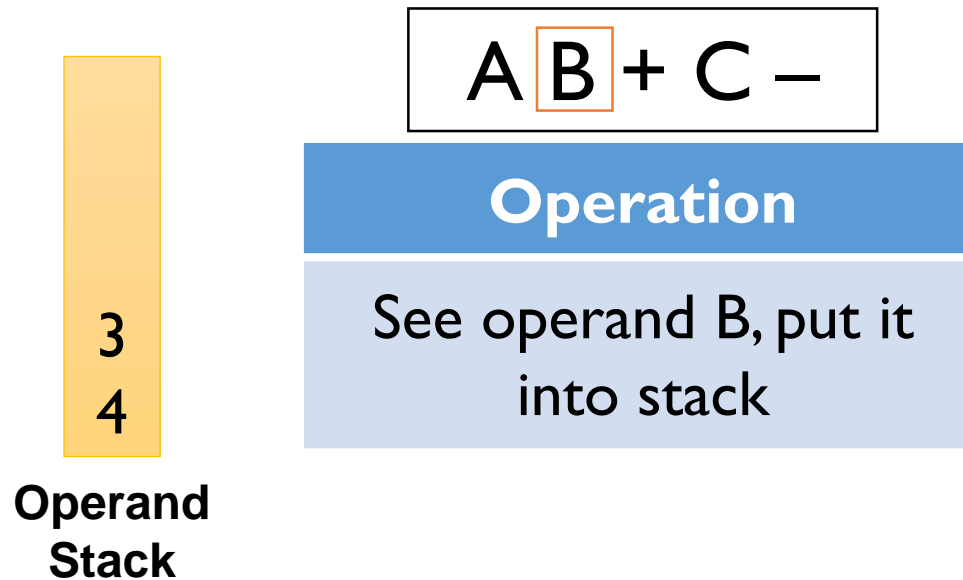 A B + C –
Operation
See operand B, put it
into stack
3
4
Operand
Stack